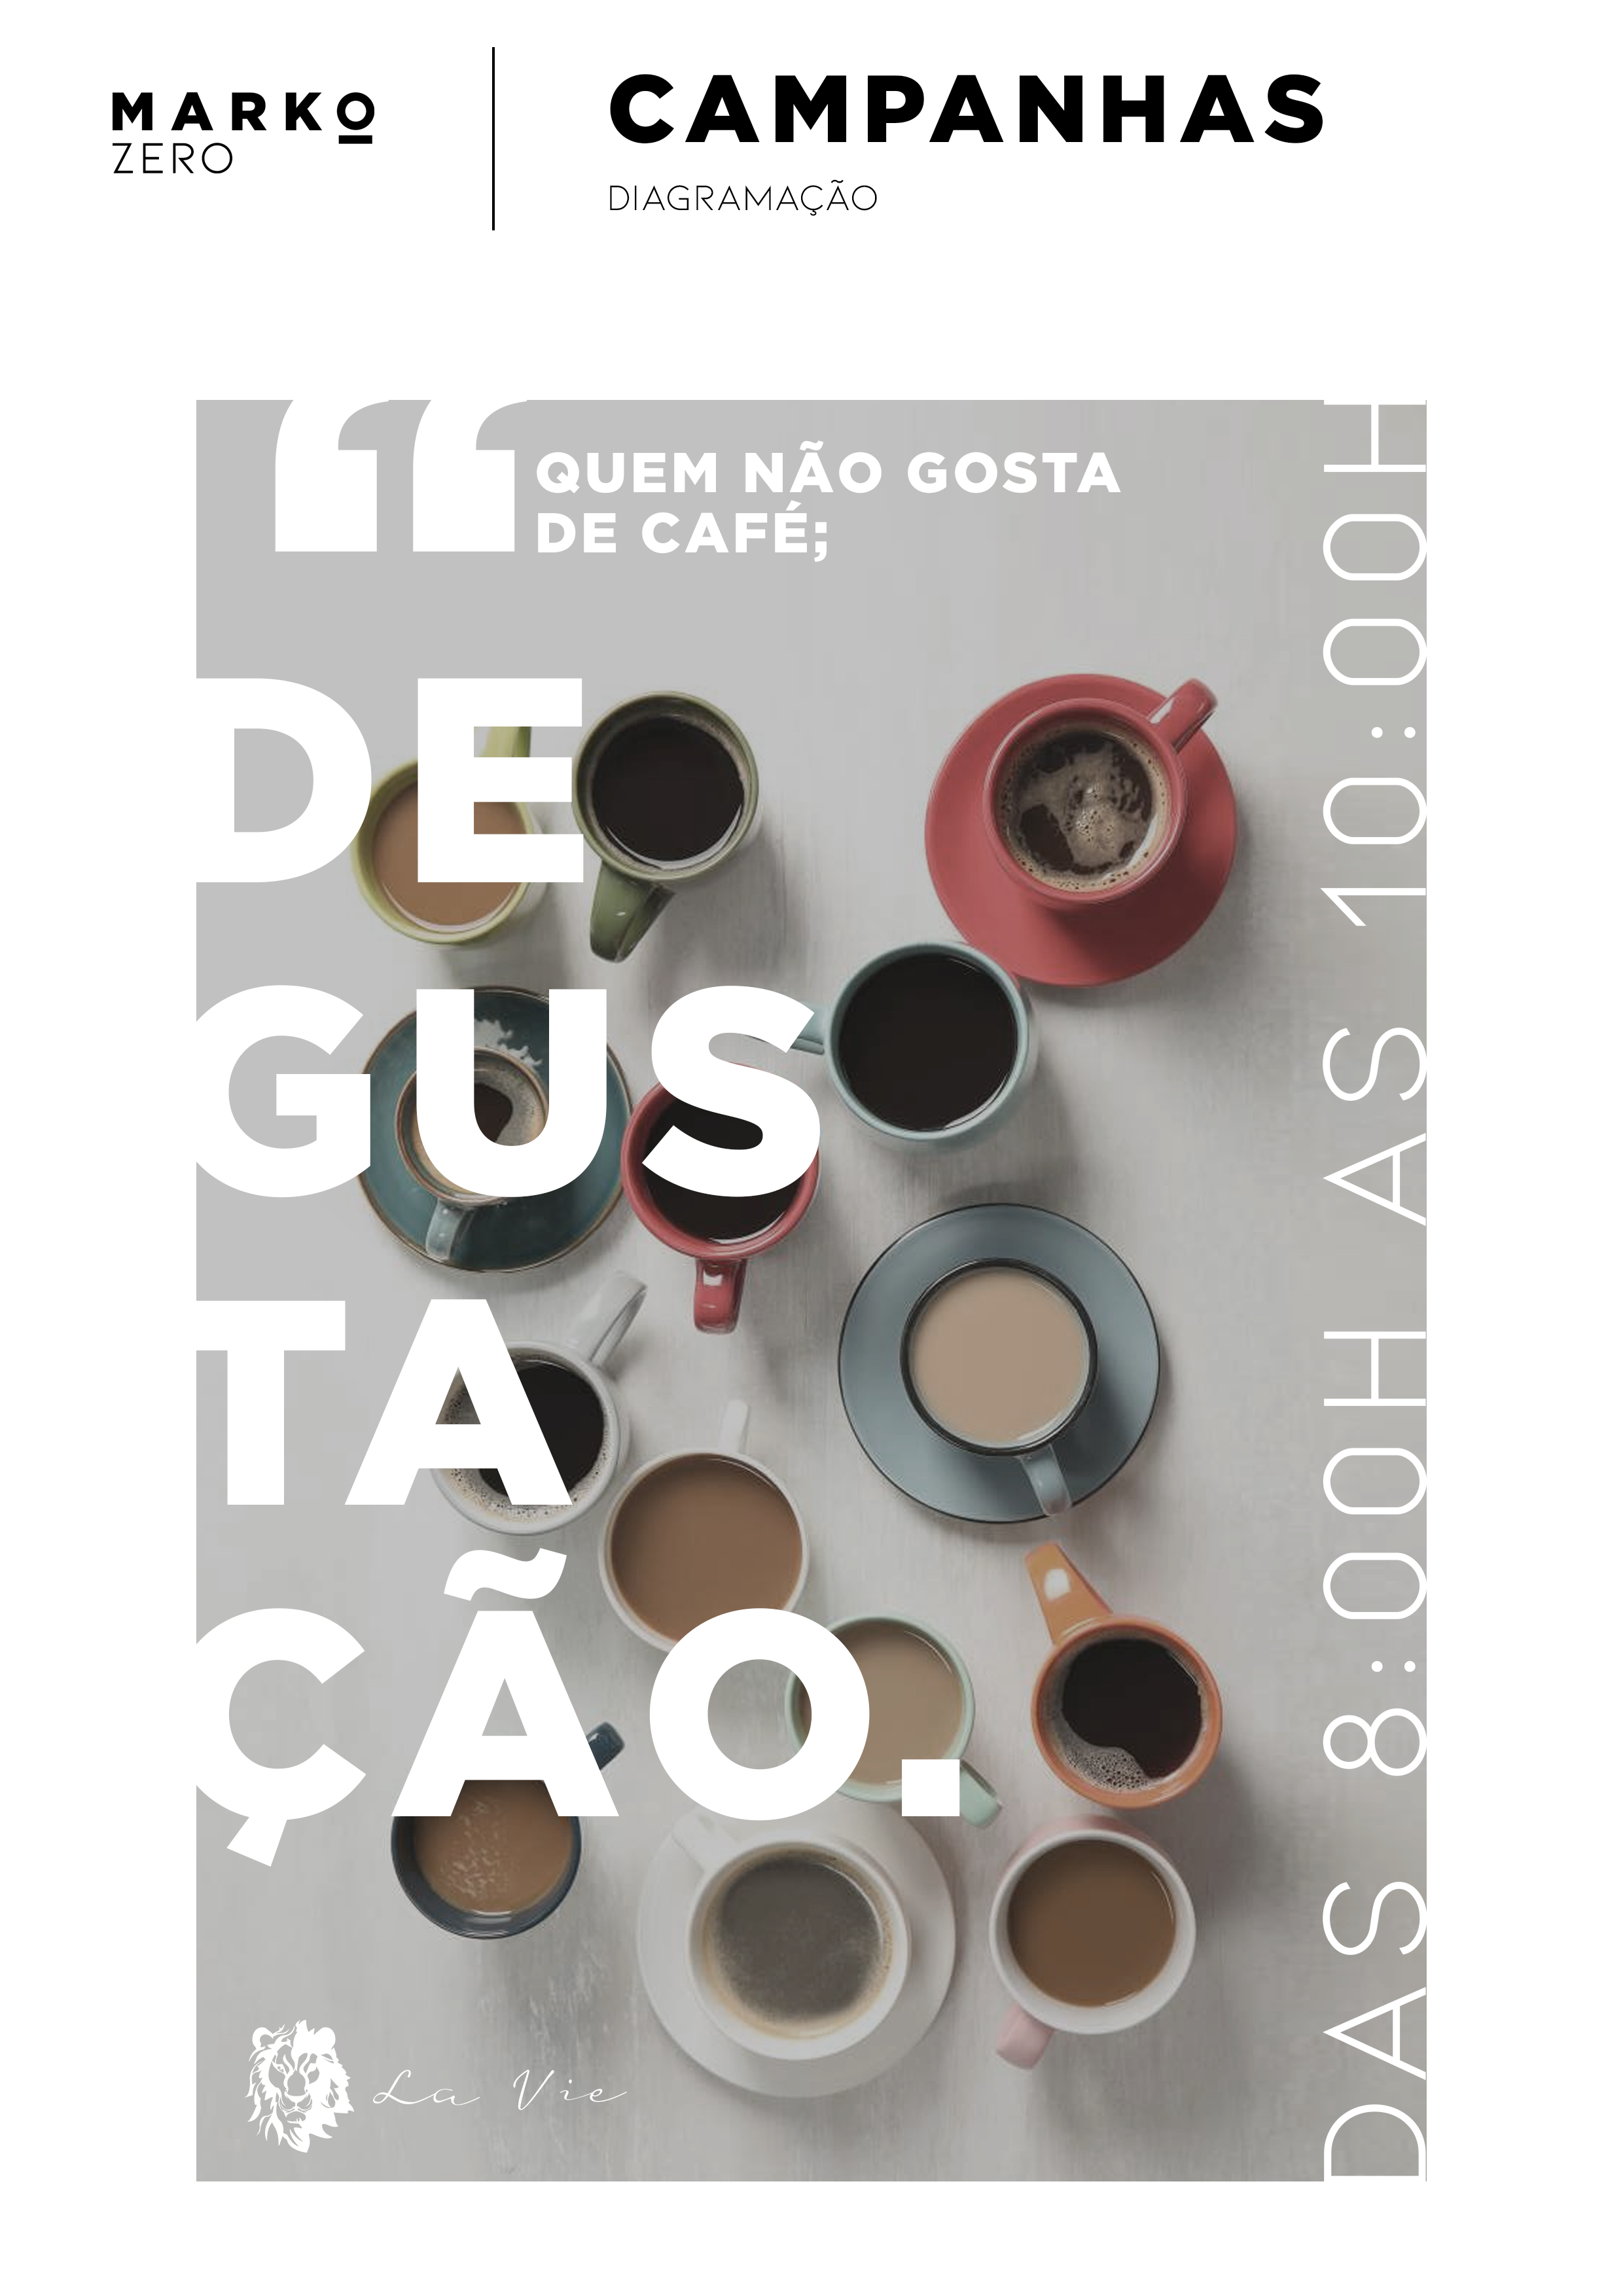 MARKO
ZERO
CAMPANHAS
DIAGRAMAÇÃO
“
QUEM NÃO GOSTA
DE CAFÉ;
DE
GUS
TA
ÇÃO.
DAS 8:00H AS 10:00H
La Vie